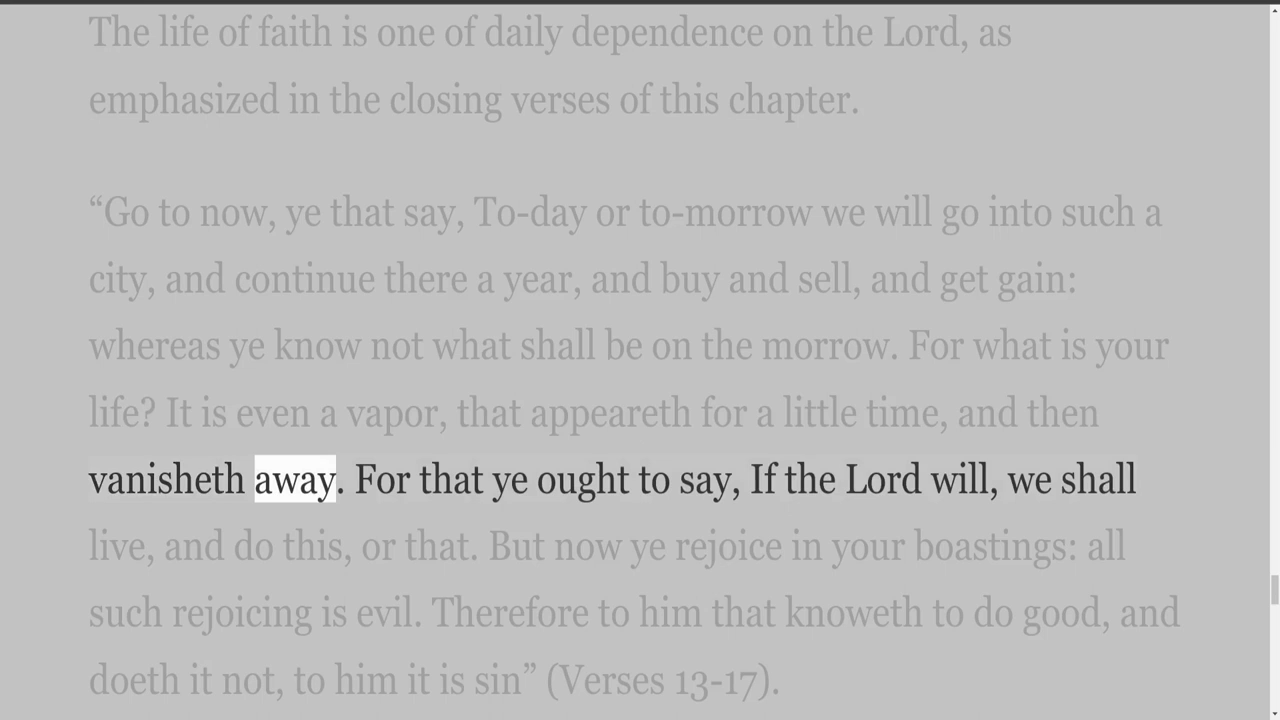 The life of faith is one of daily dependence on the Lord, as
emphasized in the closing verses of this chapter.
“Go to now, ye that say, To-day or to-morrow we will go into such a
city, and continue there a year, and buy and sell, and get gain:
whereas ye know not what shall be on the morrow. For what is your
life? It is even a vapor, that appeareth for a little time, and then
vanisheth away. For that ye ought to say, If the Lord will, we shall
live, and do this, or that. But now ye rejoice in your boastings: all
such rejoicing is evil. Therefore to him that knoweth to do good, and
doeth it not, to him it is sin” (Verses 13-17).